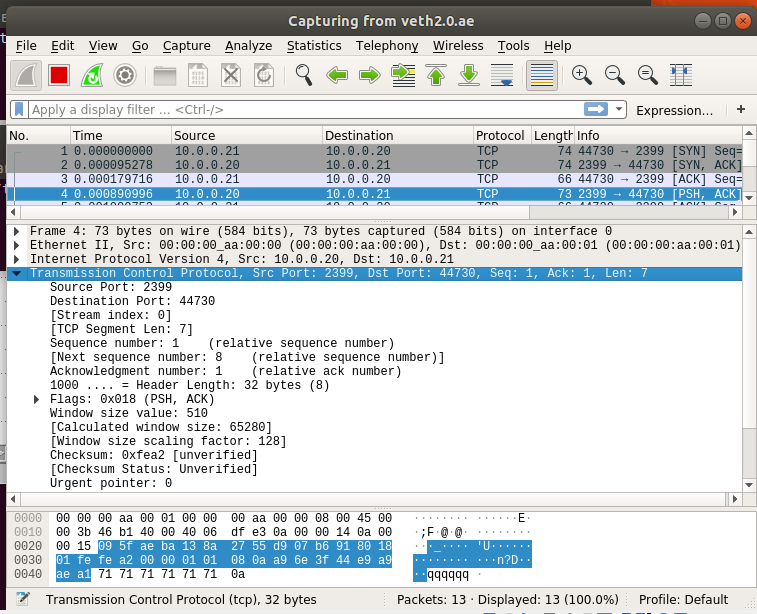 Capturing from veth2.0.ae
File Edit View Go Capture Analyze Statistics Telephony Wireless Tools Help
Apply a display filter … <Ctrl-/> Expression… +
No. Time Source Destination Protocol Length Info
1 0.000000000 10.0.0.21 10.0.0.20 TCP 74 44730 → 2399 [SYN] Seq=
2 0.000095278 10.0.0.20 10.0.0.21 TCP 74 2399 → 44730 [SYN, ACK]
3 0.000179716 10.0.0.21 10.0.0.20 TCP 66 44730 → 2399 [ACK] Seq=
4 0.000890996 10.0.0.20 10.0.0.21 TCP 73 2399 → 44730 [PSH, ACK]
Frame 4: 73 bytes on wire (584 bits), 73 bytes captured (584 bits) on interface 0
Ethernet II, Src: 00:00:00_aa:00:00 (00:00:00:aa:00:00), Dst: 00:00:00_aa:00:01 (00:00:00:aa:00:01)
Internet Protocol Version 4, Src: 10.0.0.20, Dst: 10.0.0.21
Transmission Control Protocol, Src Port: 2399, Dst Port: 44730, Seq: 1, Ack: 1, Len: 7
Source Port: 2399
Destination Port: 44730
[Stream index: 0]
[TCP Segment Len: 7]
Sequence number: 1 (relative sequence number)
[Next sequence number: 8 (relative sequence number)]
Acknowledgment number: 1 (relative ack number)
1000 .... = Header Length: 32 bytes (8)
Flags: 0x018 (PSH, ACK)
Window size value: 510
[Calculated window size: 65280]
[Window size scaling factor: 128]
Checksum: 0xfea2 [unverified]
[Checksum Status: Unverified]
Urgent pointer: 0
0000 00 00 00 aa 00 01 00 00 00 aa 00 00 08 00 45 00 ········ ······E·
0010 00 3b 46 b1 40 00 40 06 df e3 0a 00 00 14 0a 00 ·;F·@·@· ········
0020 00 15 09 5f ae ba 13 8a 27 55 d9 07 b6 91 80 18 ···_···· 'U······
0030 01 fe fe a2 00 00 01 01 08 0a a9 6e 3f 44 e9 a9 ········ ···n?D··
0040 ae a1 71 71 71 71 71 71 0a ··qqqqqq ·
Transmission Control Protocol (tcp), 32 bytes Packets: 13 · Displayed: 13 (100.0%) Profile: Default